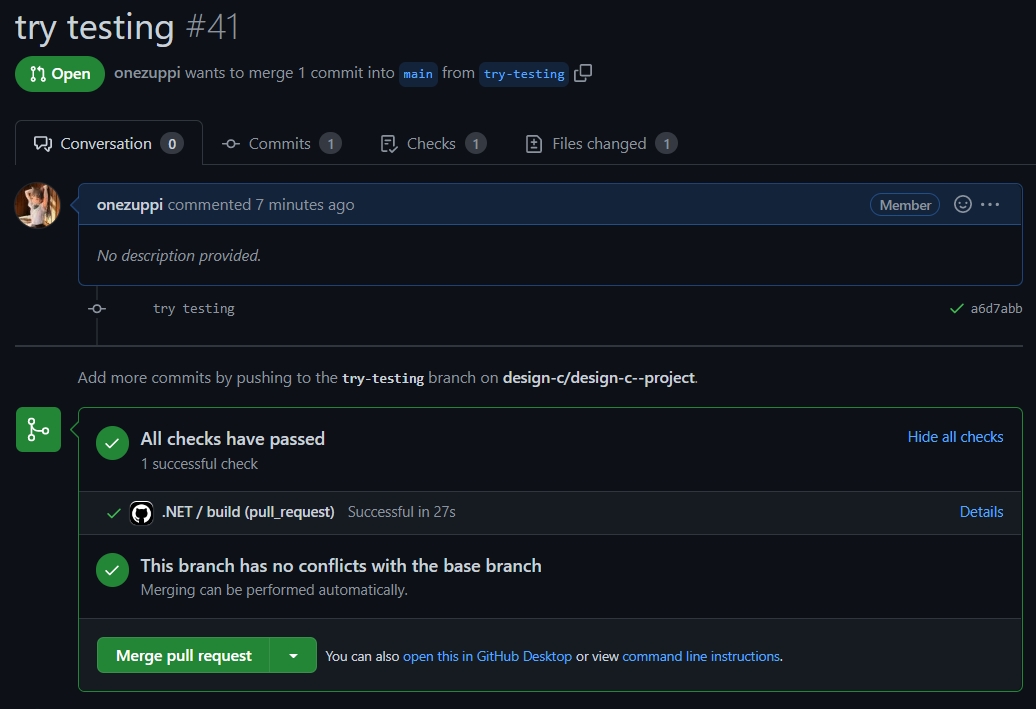 try testing #41
Open onezuppi wants to merge 1 commit into main from try-testing
Conversation 0 Commits 1 Checks 1 Files changed 1
onezuppi commented 7 minutes ago Member
No description provided.
try testing a6d7abb
Add more commits by pushing to the try-testing branch on design-c/design-c--project.
All checks have passed Hide all checks
1 successful check
.NET / build (pull_request) Successful in 27s Details
This branch has no conflicts with the base branch
Merging can be performed automatically.
Merge pull request You can also open this in GitHub Desktop or view command line instructions.